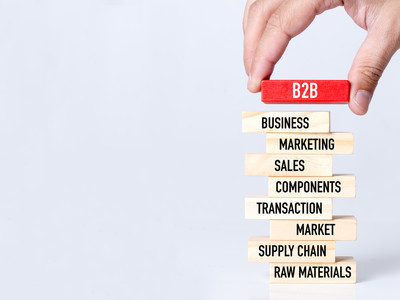 B2B
BUSINESS
MARKETING
SALES
COMPONENTS
TRANSACTION
MARKET
SUPPLY CHAIN
RAW MATERIALS